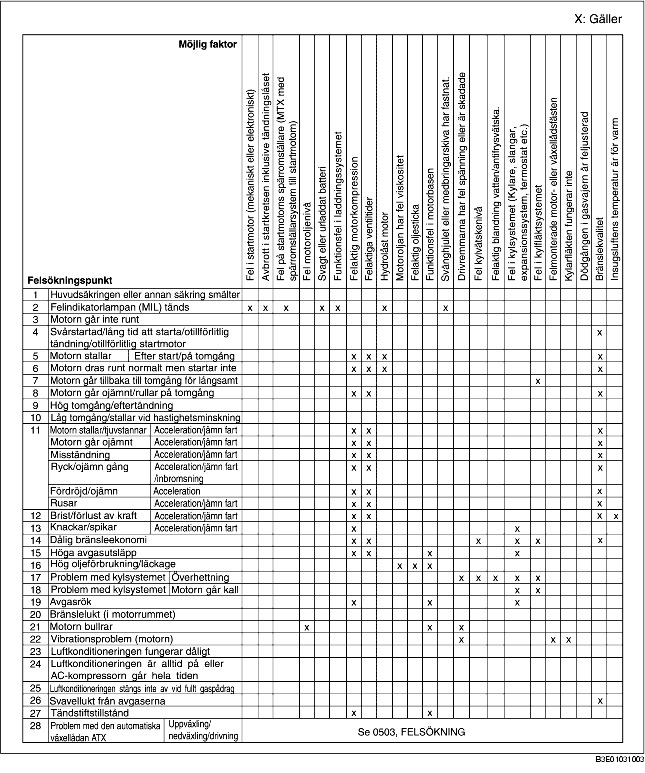 X: Gäller
Möjlig faktor
Felsökningspunkt
Fel i startmotor (mekaniskt eller elektroniskt)
Avbrott i startkretsen inklusive tändningslåset
Fel på startmotorns spärromställare (MTX med
spärromställarsystem till startmotorn)
Fel motoroljenivå
Svagt eller urladdat batteri
Funktionsfel i laddningssystemet
Felaktig motorkompression
Felaktiga ventiltider
Hydrolåst motor
Motoroljan har fel viskositet
Felaktig oljesticka
Funktionsfel i motorbasen
Svänghjulet eller medbringarskiva har fastnat.
Drivremmarna har fel spänning eller är skadade
Fel kylvätskenivå
Felaktig blandning vatten/antifrysvätska.
Fel i kylsystemet (Kylare, slangar,
expansionssystem, termostat etc.)
Fel i kylfläktsystemet
Felmonterade motor- eller växellådsfästen
Kylarfläkten fungerar inte
Dödgången i gasvajern är feljusterad
Bränslekvalitet
Insugsluftens temperatur är för varm
1 Huvudsäkringen eller annan säkring smälter
2 Felindikatorlampan (MIL) tänds x x x x x x x
3 Motorn går inte runt
4 Svårstartad/lång tid att starta/otillförlitlig x
tändning/otillförlitlig startmotor
5 Motorn stallar Efter start/på tomgång x x x x
6 Motorn dras runt normalt men startar inte x x x x
7 Motorn går tillbaka till tomgång för långsamt x
8 Motorn går ojämnt/rullar på tomgång x x x
9 Hög tomgång/eftertändning
10 Låg tomgång/stallar vid hastighetsminskning
11 Motorn stallar/tjuvstannar Acceleration/jämn fart x x x
Motorn går ojämnt Acceleration/jämn fart x x x
Misständning Acceleration/jämn fart x x x
Ryck/ojämn gång Acceleration/jämn fart x x x
/inbromsning
Fördröjd/ojämn Acceleration x x x
Rusar Acceleration/jämn fart x x x
12 Brist/förlust av kraft Acceleration/jämn fart x x x x
13 Knackar/spikar Acceleration/jämn fart x x
14 Dålig bränsleekonomi x x x x x x
15 Höga avgasutsläpp x x x x
16 Hög oljeförbrukning/läckage x x x
17 Problem med kylsystemet Överhettning x x x x x
18 Problem med kylsystemet Motorn går kall x x
19 Avgasrök x x x
20 Bränslelukt (i motorrummet)
21 Motorn bullrar x x x
22 Vibrationsproblem (motorn) x x x
23 Luftkonditioneringen fungerar dåligt
24 Luftkonditioneringen är alltid på eller
AC-kompressorn går hela tiden
25 Luftkonditioneringen stängs inte av vid fullt gaspådrag
26 Svavellukt från avgaserna x
27 Tändstiftstillstånd x x
28 Problem med den automatiska Uppväxling/
växellådan ATX nedväxling/drivning
Se 0503, FELSÖKNING
B3E01031003